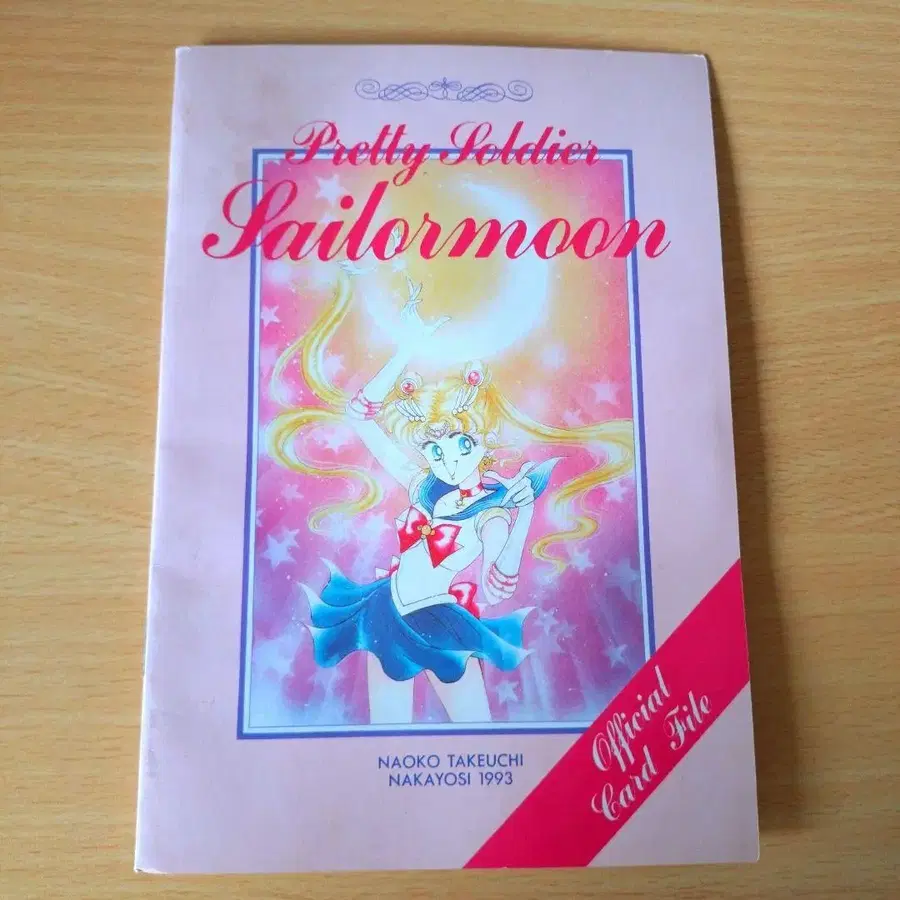 Pretty Soldier
Sailormoon
NAOKO TAKEUCHI
NAKAYOSI 1993
Official
Card File